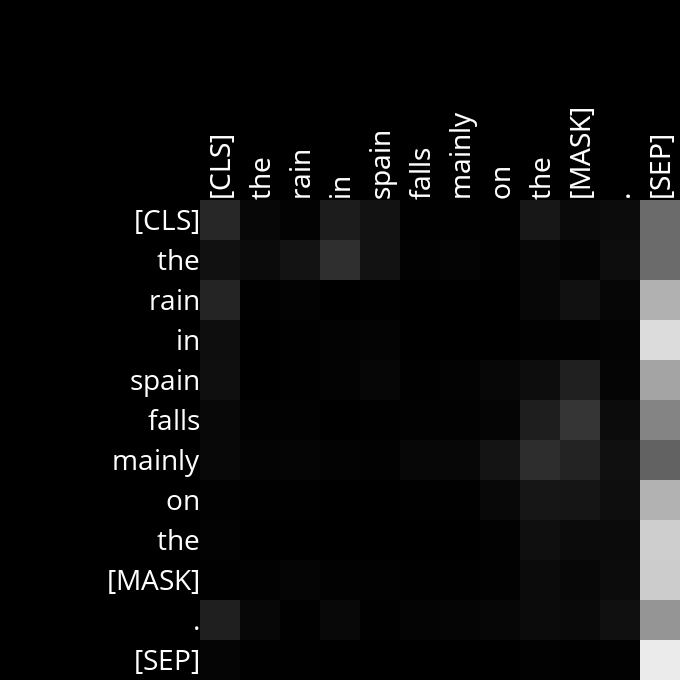 [CLS] the rain in spain falls mainly on the [MASK] . [SEP]
[CLS]
the
rain
in
spain
falls
mainly
on
the
[MASK]
.
[SEP]